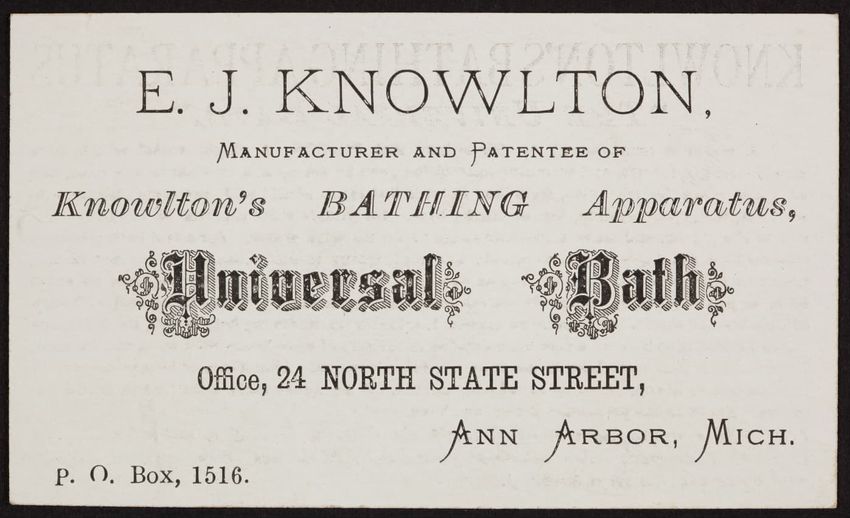 E. J. KNOWLTON,
MANUFACTURER AND PATENTEE OF
Knowlton's BATHING Apparatus,
Universal Bath
Office, 24 NORTH STATE STREET,
ANN ARBOR, MICH.
P. O. Box, 1516.